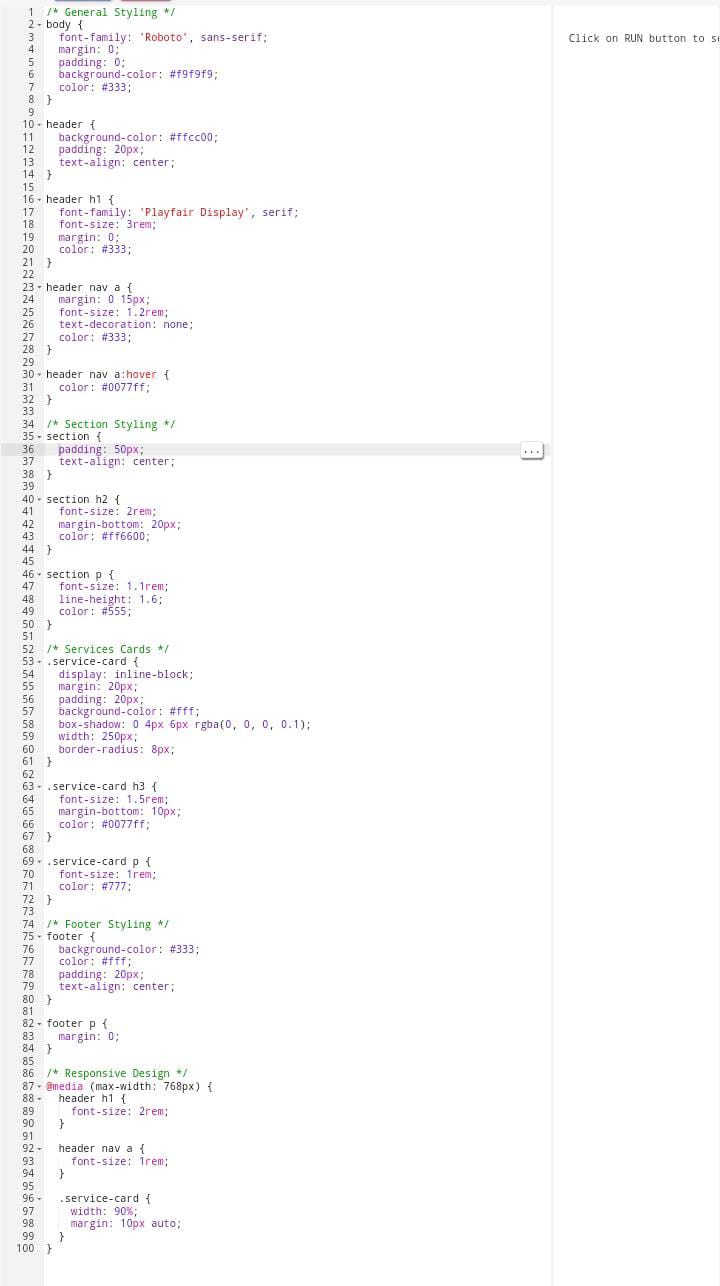 1 /* General Styling */
2 body {
3 font-family: 'Roboto', sans-serif;
4 margin: 0;
5 padding: 0;
6 background-color: #f9f9f9;
7 color: #333;
8 }
9
10 header {
11 background-color: #ffcc00;
12 padding: 20px;
13 text-align: center;
14 }
15
16 header h1 {
17 font-family: 'Playfair Display', serif;
18 font-size: 3rem;
19 margin: 0;
20 color: #333;
21 }
22
23 header nav a {
24 margin: 0 15px;
25 font-size: 1.2rem;
26 text-decoration: none;
27 color: #333;
28 }
29
30 header nav a:hover {
31 color: #0077ff;
32 }
33
34 /* Section Styling */
35 section {
36 padding: 50px; ...
37 text-align: center;
38 }
39
40 section h2 {
41 font-size: 2rem;
42 margin-bottom: 20px;
43 color: #ff6600;
44 }
45
46 section p {
47 font-size: 1.1rem;
48 line-height: 1.6;
49 color: #555;
50 }
51
52 /* Services Cards */
53 .service-card {
54 display: inline-block;
55 margin: 20px;
56 padding: 20px;
57 background-color: #fff;
58 box-shadow: 0 4px 6px rgba(0, 0, 0, 0.1);
59 width: 250px;
60 border-radius: 8px;
61 }
62
63 .service-card h3 {
64 font-size: 1.5rem;
65 margin-bottom: 10px;
66 color: #0077ff;
67 }
68
69 .service-card p {
70 font-size: 1rem;
71 color: #777;
72 }
73
74 /* Footer Styling */
75 footer {
76 background-color: #333;
77 color: #fff;
78 padding: 20px;
79 text-align: center;
80 }
81
82 footer p {
83 margin: 0;
84 }
85
86 /* Responsive Design */
87 @media (max-width: 768px) {
88 header h1 {
89 font-size: 2rem;
90 }
91
92 header nav a {
93 font-size: 1rem;
94 }
95
96 .service-card {
97 width: 90%;
98 margin: 10px auto;
99 }
100 }
Click on RUN button to s